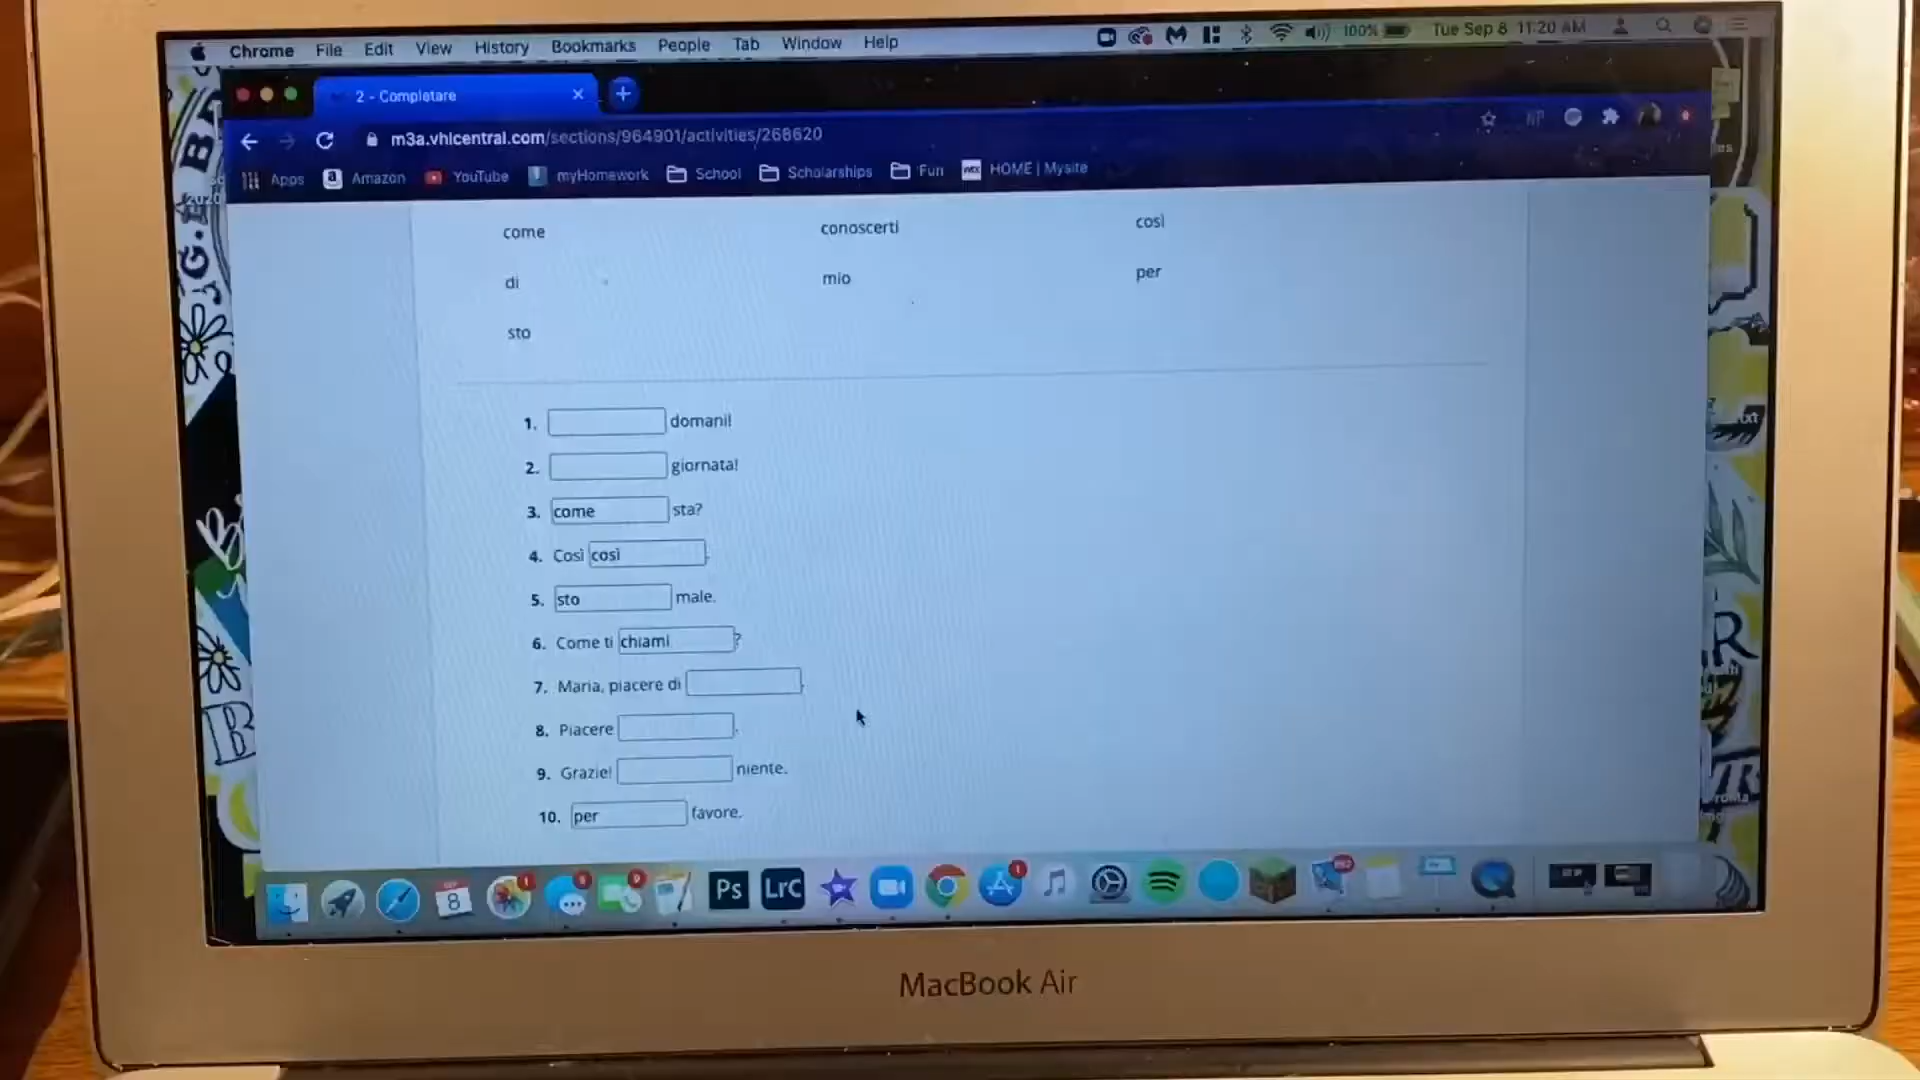 Chrome File Edit View History Bookmarks People Tab Window Help 100% Tue Sep 8 11:20 AM
2 - Completare
m3a.vhlcentral.com/sections/964901/activities/268620
Apps Amazon YouTube myHomework School Scholarships Fun HOME | Mysite
come conoscerti così
di mio per
sto
1. domani!
2. giornata!
3. come sta?
4. Così così.
5. sto male.
6. Come ti chiami?
7. Maria, piacere di .
8. Piacere .
9. Grazie! niente.
10. per favore.
Ps LrC
MacBook Air